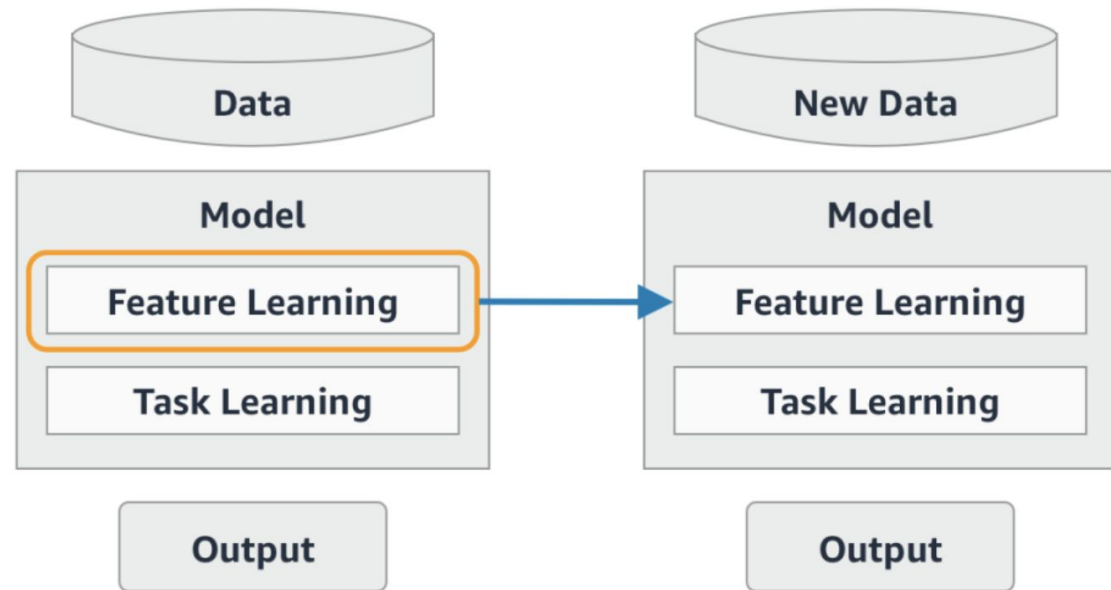 Data
Model
Feature Learning
Task Learning
Output
New Data
Model
Feature Learning
Task Learning
Output